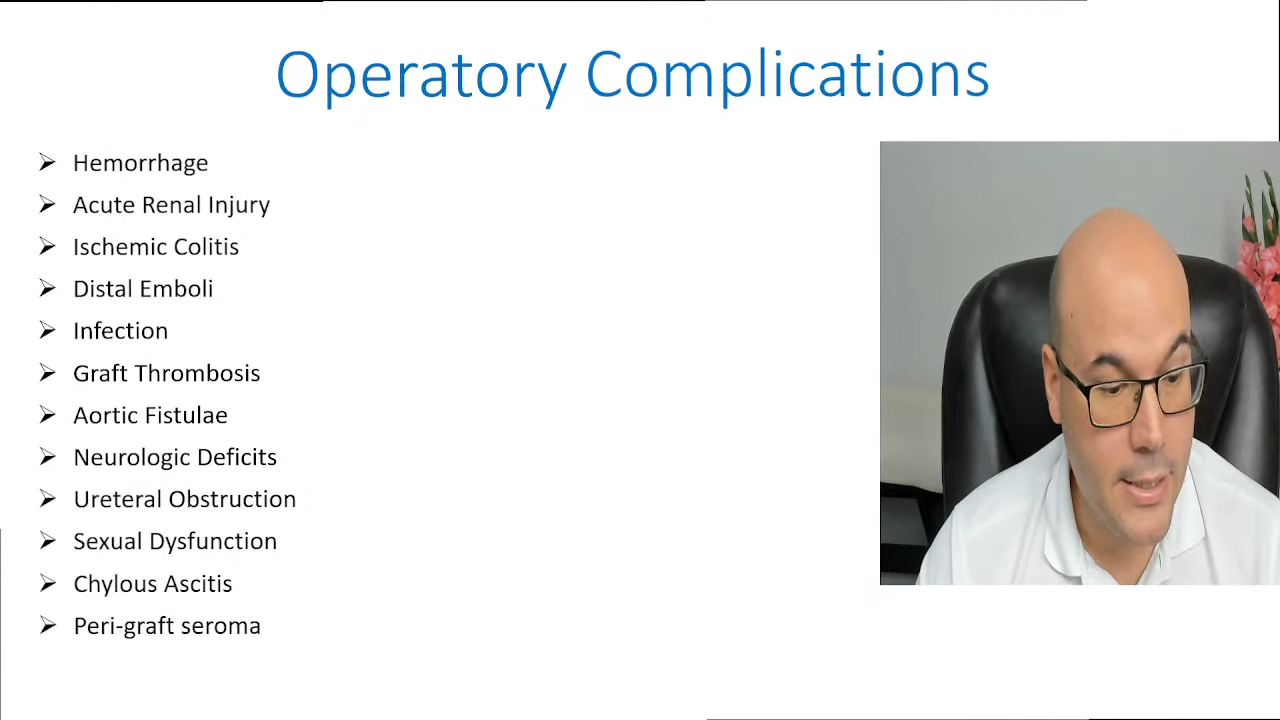 Operatory Complications
Hemorrhage
Acute Renal Injury
Ischemic Colitis
Distal Emboli
Infection
Graft Thrombosis
Aortic Fistulae
Neurologic Deficits
Ureteral Obstruction
Sexual Dysfunction
Chylous Ascitis
Peri-graft seroma